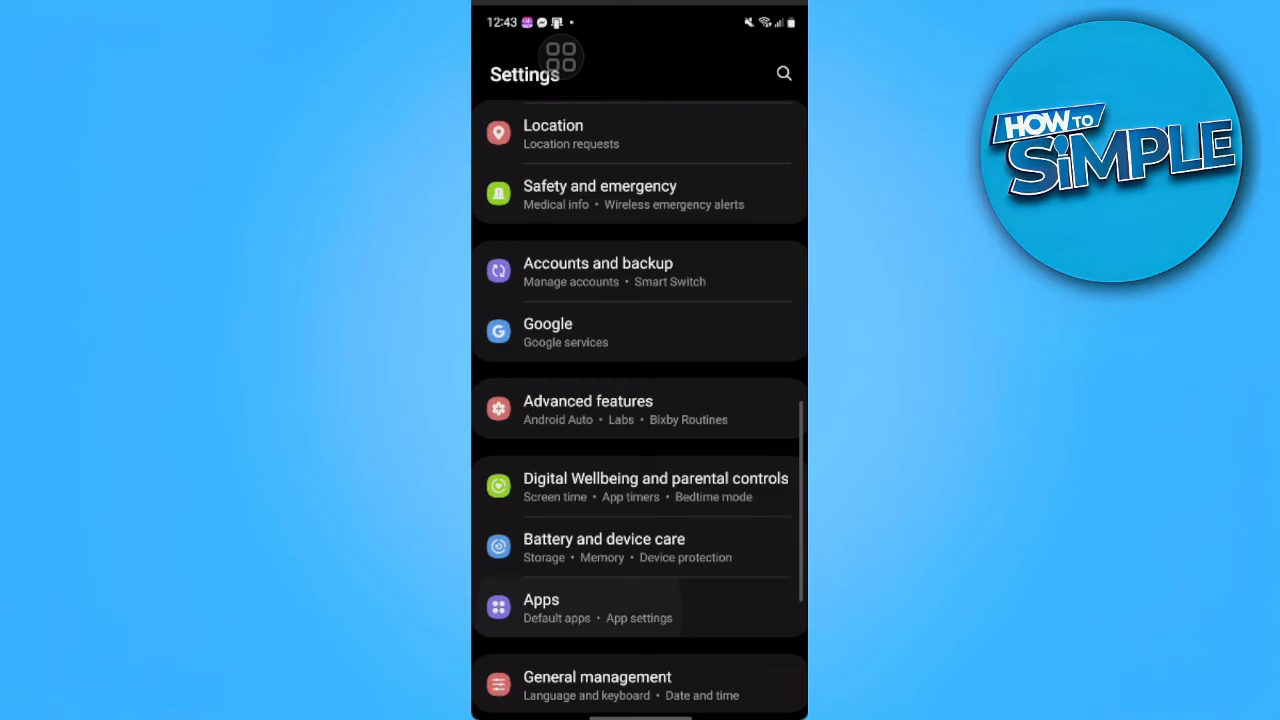 12:43
Settings
HOW TO
SiMPLE
Location
Location requests
Safety and emergency
Medical info • Wireless emergency alerts
Accounts and backup
Manage accounts • Smart Switch
Google
Google services
Advanced features
Android Auto • Labs • Bixby Routines
Digital Wellbeing and parental controls
Screen time • App timers • Bedtime mode
Battery and device care
Storage • Memory • Device protection
Apps
Default apps • App settings
General management
Language and keyboard • Date and time